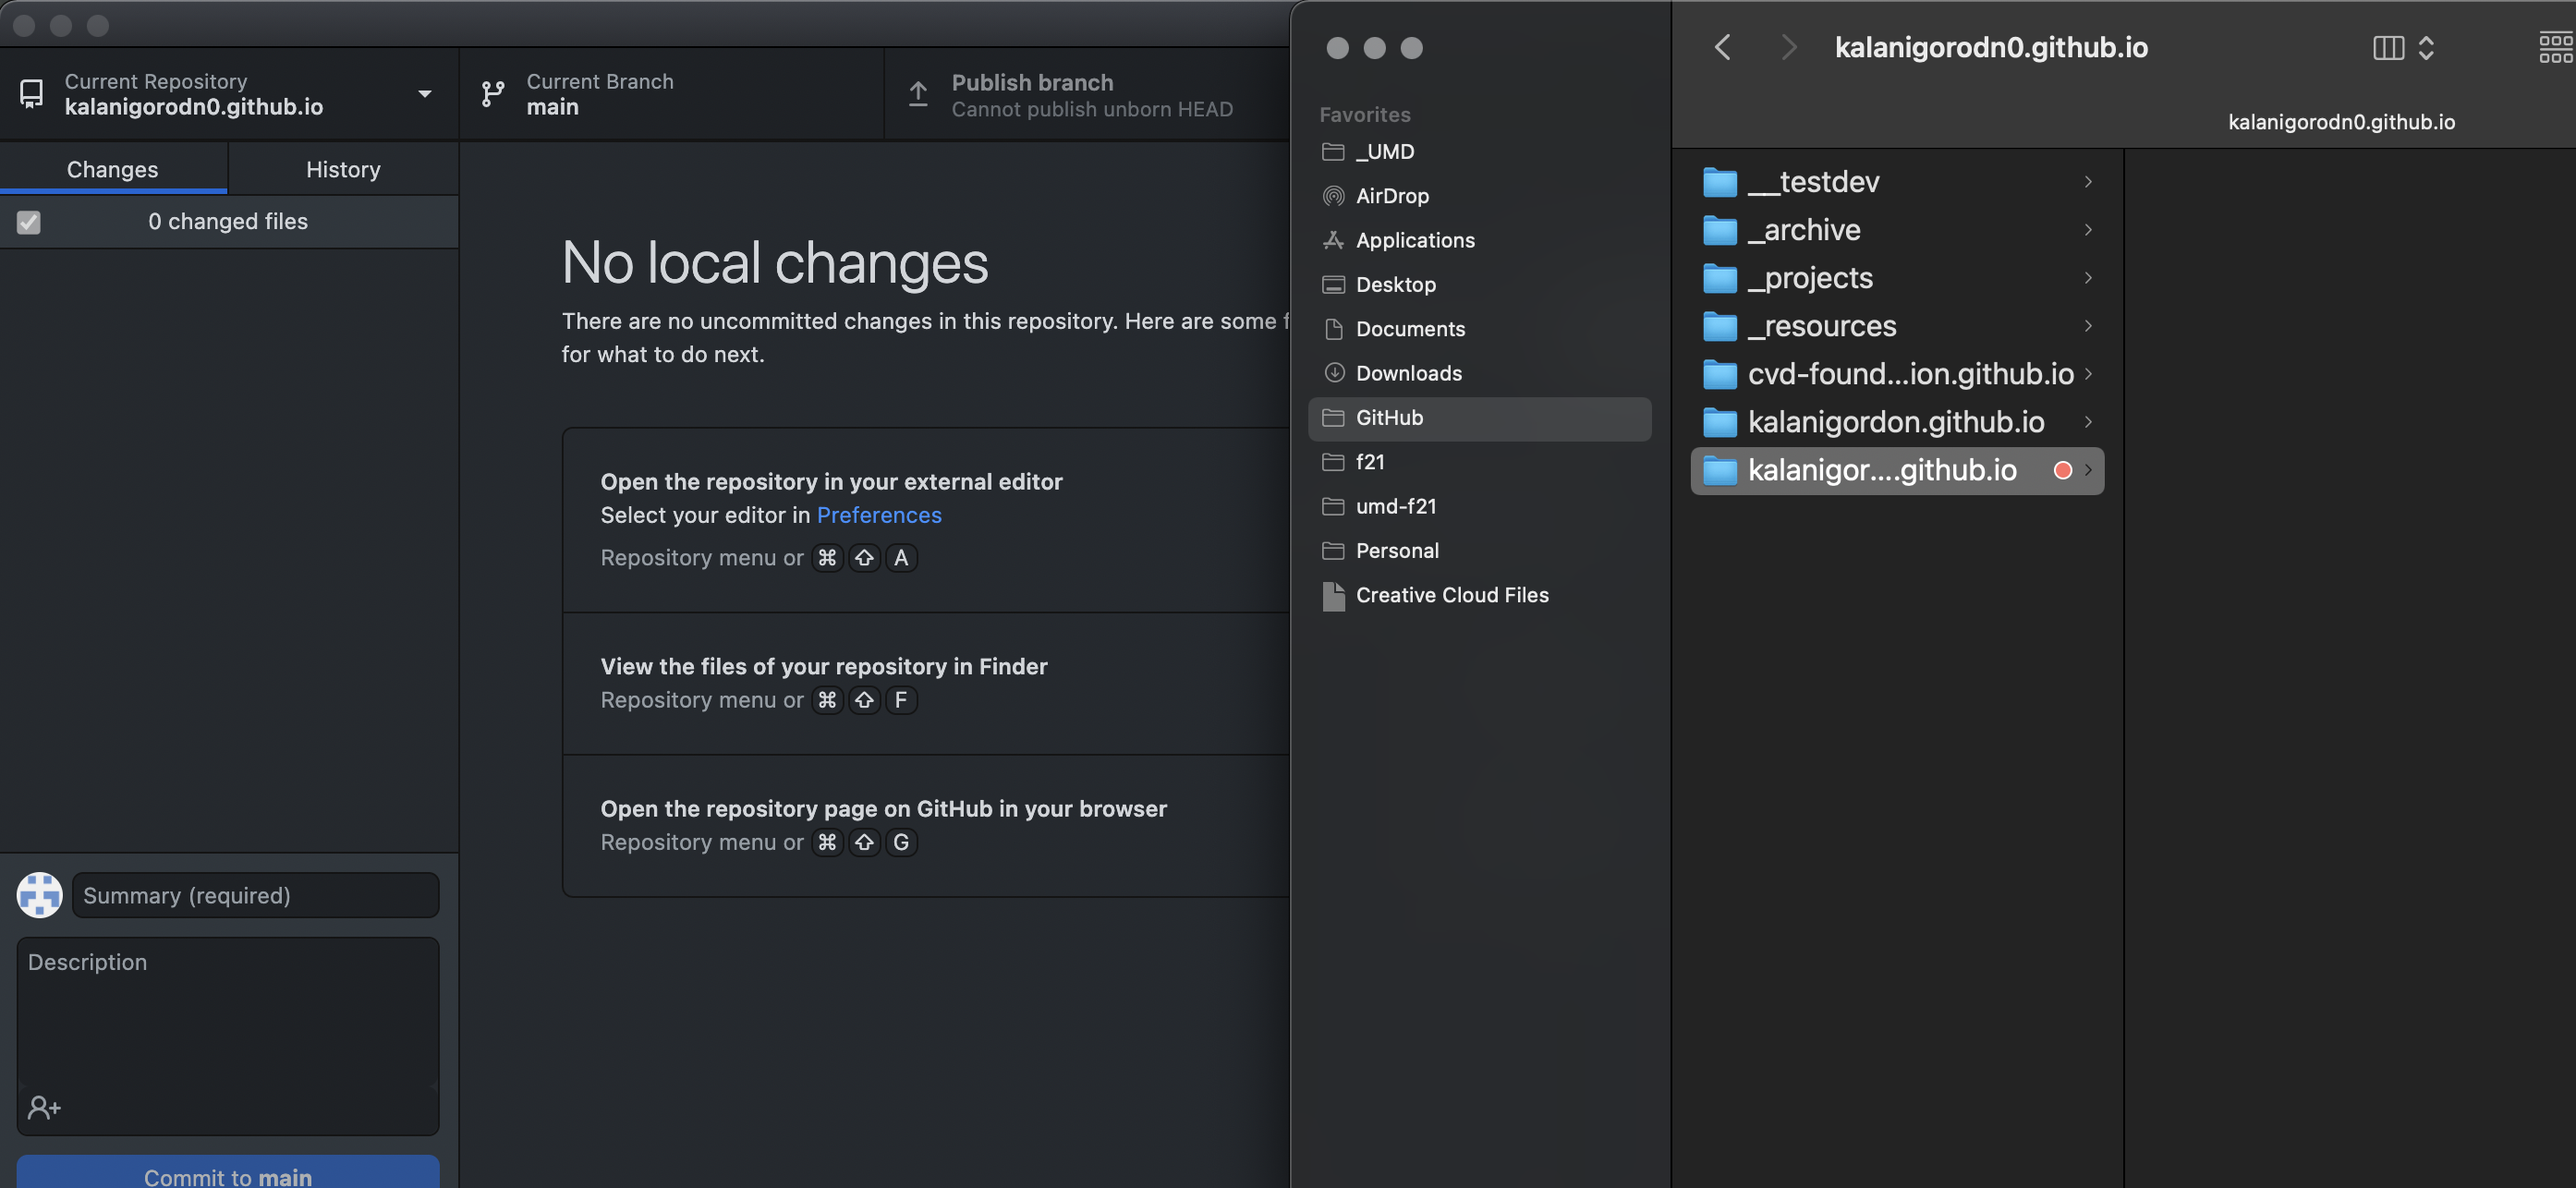 Current Repository
kalanigorodn0.github.io
Current Branch
main
Publish branch
Cannot publish unborn HEAD
Changes
History
0 changed files
No local changes
There are no uncommitted changes in this repository. Here are some f
for what to do next.
Open the repository in your external editor
Select your editor in Preferences
Repository menu or ⌘ ⇧ A
View the files of your repository in Finder
Repository menu or ⌘ ⇧ F
Open the repository page on GitHub in your browser
Repository menu or ⌘ ⇧ G
Summary (required)
Description
Commit to main
Favorites
_UMD
AirDrop
Applications
Desktop
Documents
Downloads
GitHub
f21
umd-f21
Personal
Creative Cloud Files
kalanigorodn0.github.io
kalanigorodn0.github.io
__testdev
_archive
_projects
_resources
cvd-found...ion.github.io
kalanigordon.github.io
kalanigor....github.io